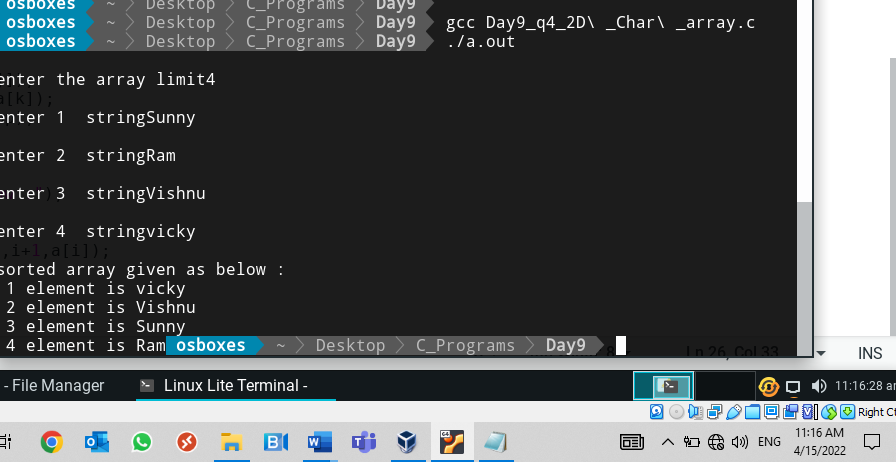 osboxes ~ Desktop C_Programs Day9
osboxes ~ Desktop C_Programs Day9 gcc Day9_q4_2D\ _Char\ _array.c
osboxes ~ Desktop C_Programs Day9 ./a.out
enter the array limit4
a[k]);
enter 1  stringSunny
enter 2  stringRam
enter 3  stringVishnu
enter 4  stringvicky
,i+1,a[i]);
sorted array given as below :
1 element is vicky
2 element is Vishnu
3 element is Sunny
4 element is Ram osboxes ~ Desktop C_Programs Day9
Ln 26, Col 33 INS
- File Manager Linux Lite Terminal - 11:16:28 am
Right Ct
ENG 11:16 AM
4/15/2022